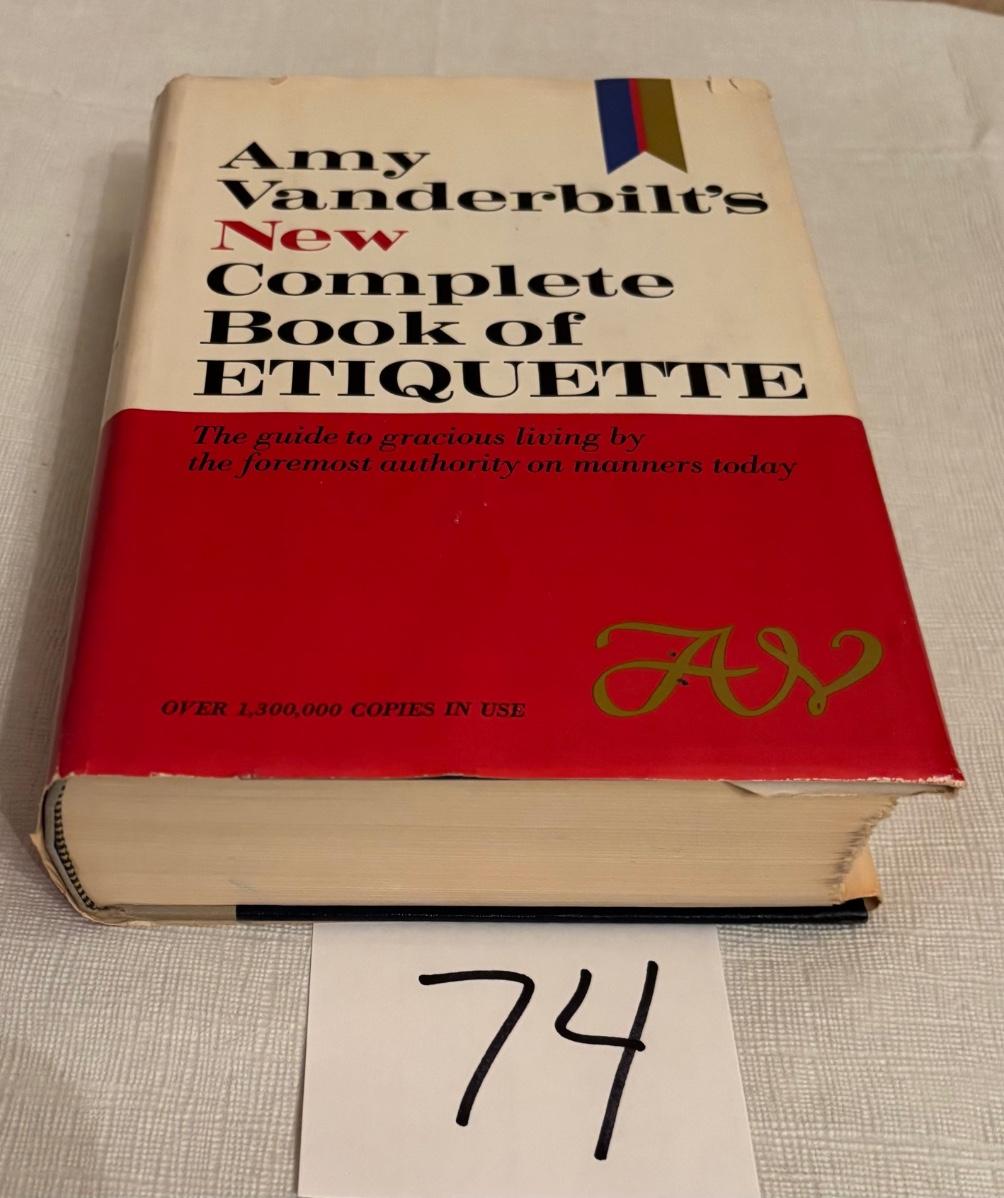 Amy
Vanderbilt's
New
Complete
Book of
ETIQUETTE
The guide to gracious living by
the foremost authority on manners today
AV
OVER 1,300,000 COPIES IN USE
74